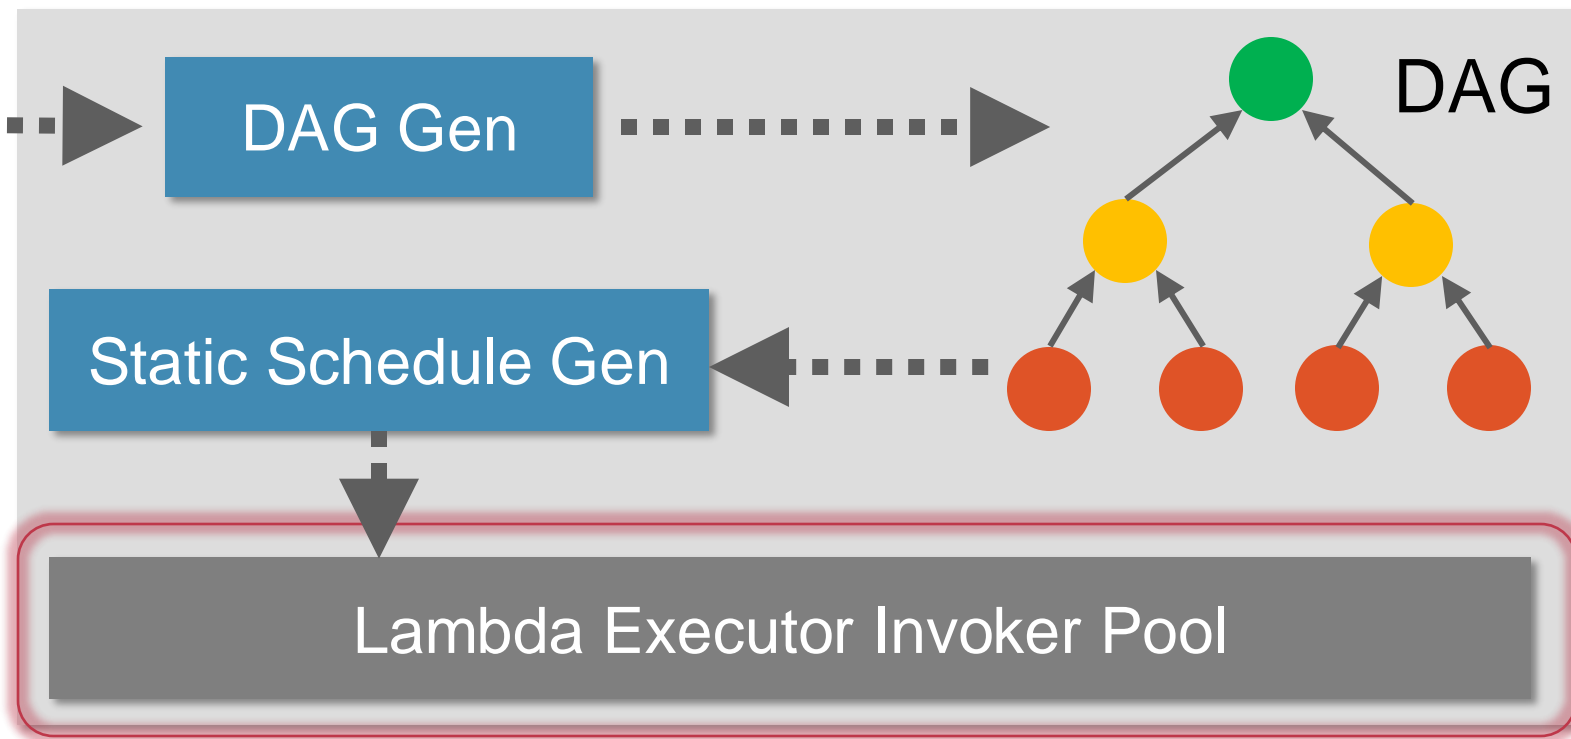 DAG Gen
DAG
Static Schedule Gen
Lambda Executor Invoker Pool